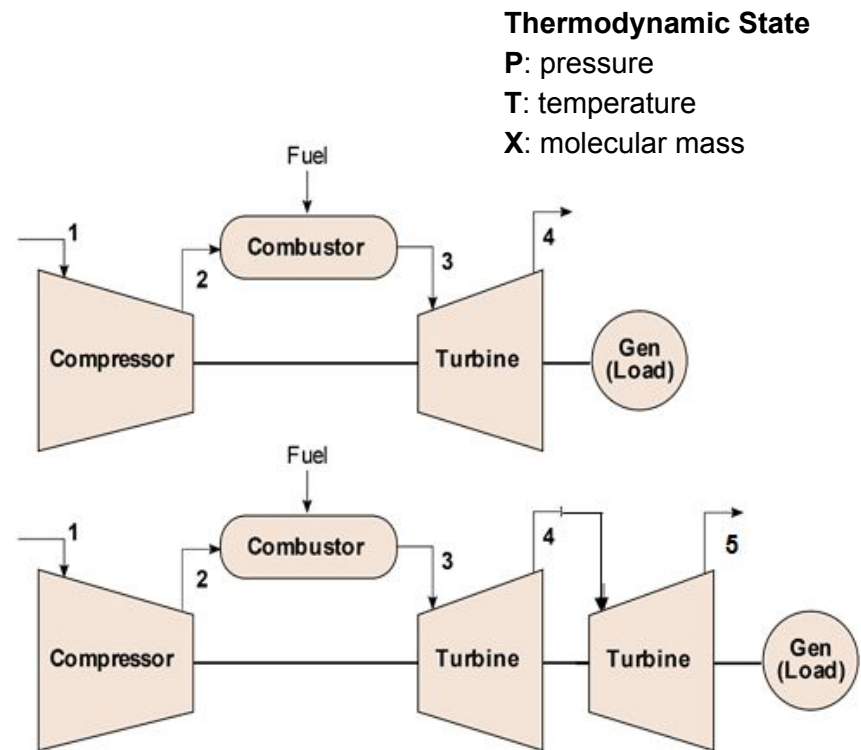 Thermodynamic State
P: pressure
T: temperature
X: molecular mass
Fuel
1
2
Combustor
3
4
Compressor
Turbine
Gen
(Load)
Fuel
1
2
Combustor
3
4
5
Compressor
Turbine
Turbine
Gen
(Load)